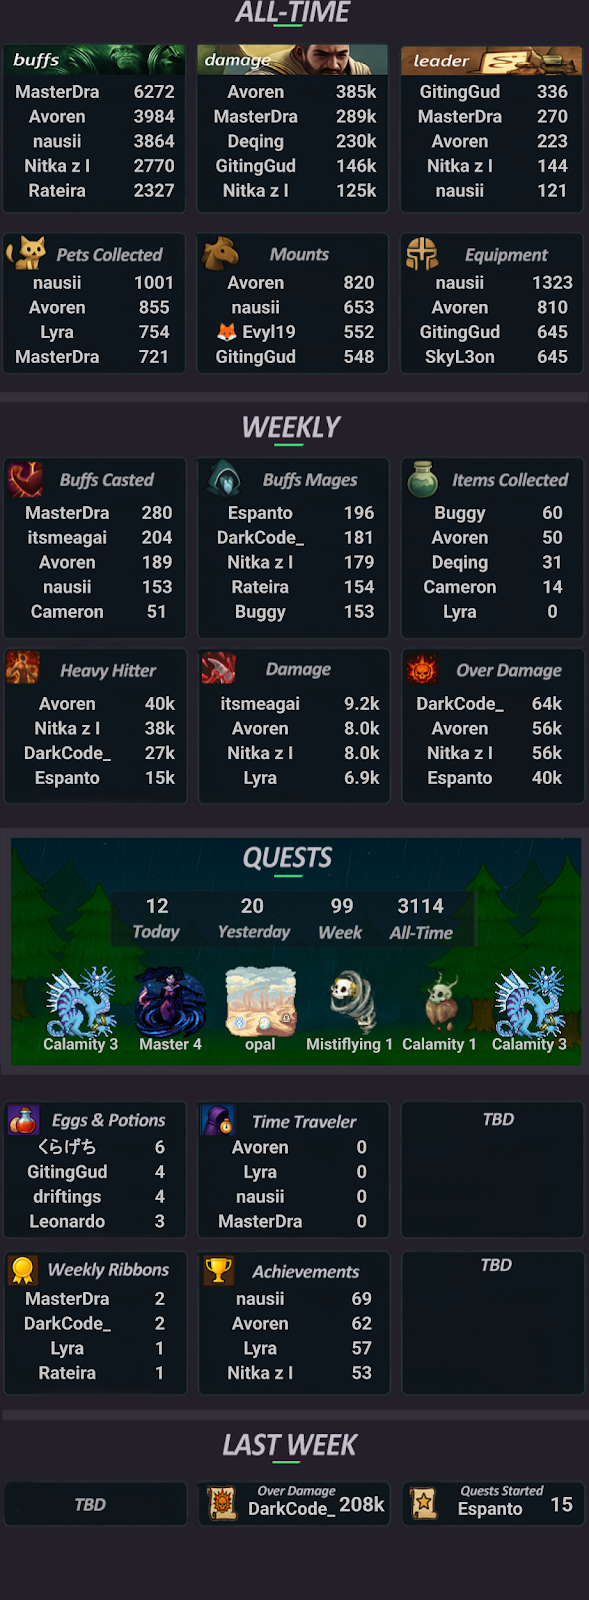 ALL-TIME
buffs
MasterDra 6272
Avoren 3984
nausii 3864
Nitka z l 2770
Rateira 2327
damage
Avoren 385k
MasterDra 289k
Deqing 230k
GitingGud 146k
Nitka z l 125k
leader
GitingGud 336
MasterDra 270
Avoren 223
Nitka z l 144
nausii 121
Pets Collected
nausii 1001
Avoren 855
Lyra 754
MasterDra 721
Mounts
Avoren 820
nausii 653
🦊 Evyl19 552
GitingGud 548
Equipment
nausii 1323
Avoren 810
GitingGud 645
SkyL3on 645
WEEKLY
Buffs Casted
MasterDra 280
itsmeagai 204
Avoren 189
nausii 153
Cameron 51
Buffs Mages
Espanto 196
DarkCode_ 181
Nitka z l 179
Rateira 154
Buggy 153
Items Collected
Buggy 60
Avoren 50
Deqing 31
Cameron 14
Lyra 0
Heavy Hitter
Avoren 40k
Nitka z l 38k
DarkCode_ 27k
Espanto 15k
Damage
itsmeagai 9.2k
Avoren 8.0k
Nitka z l 8.0k
Lyra 6.9k
Over Damage
DarkCode_ 64k
Avoren 56k
Nitka z l 56k
Espanto 40k
QUESTS
12 20 99 3114
Today Yesterday Week All-Time
Calamity 3 Master 4 opal Mistiflying 1 Calamity 1 Calamity 3
Eggs & Potions
くらげち 6
GitingGud 4
driftings 4
Leonardo 3
Time Traveler
Avoren 0
Lyra 0
nausii 0
MasterDra 0
TBD
Weekly Ribbons
MasterDra 2
DarkCode_ 2
Lyra 1
Rateira 1
Achievements
nausii 69
Avoren 62
Lyra 57
Nitka z l 53
TBD
LAST WEEK
TBD
Over Damage
DarkCode_ 208k
Quests Started
Espanto 15